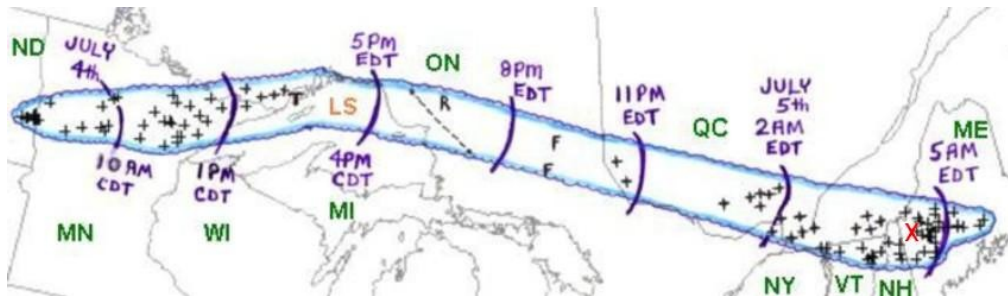 ND
JULY
4th
10 AM
CDT
MN
1PM
CDT
WI
T
LS
5PM
EDT
4PM
CDT
MI
ON
R
8PM
EDT
F
F
11PM
EDT
QC
JULY
5th
2AM
EDT
NY
VT
NH
X
ME
5AM
EDT